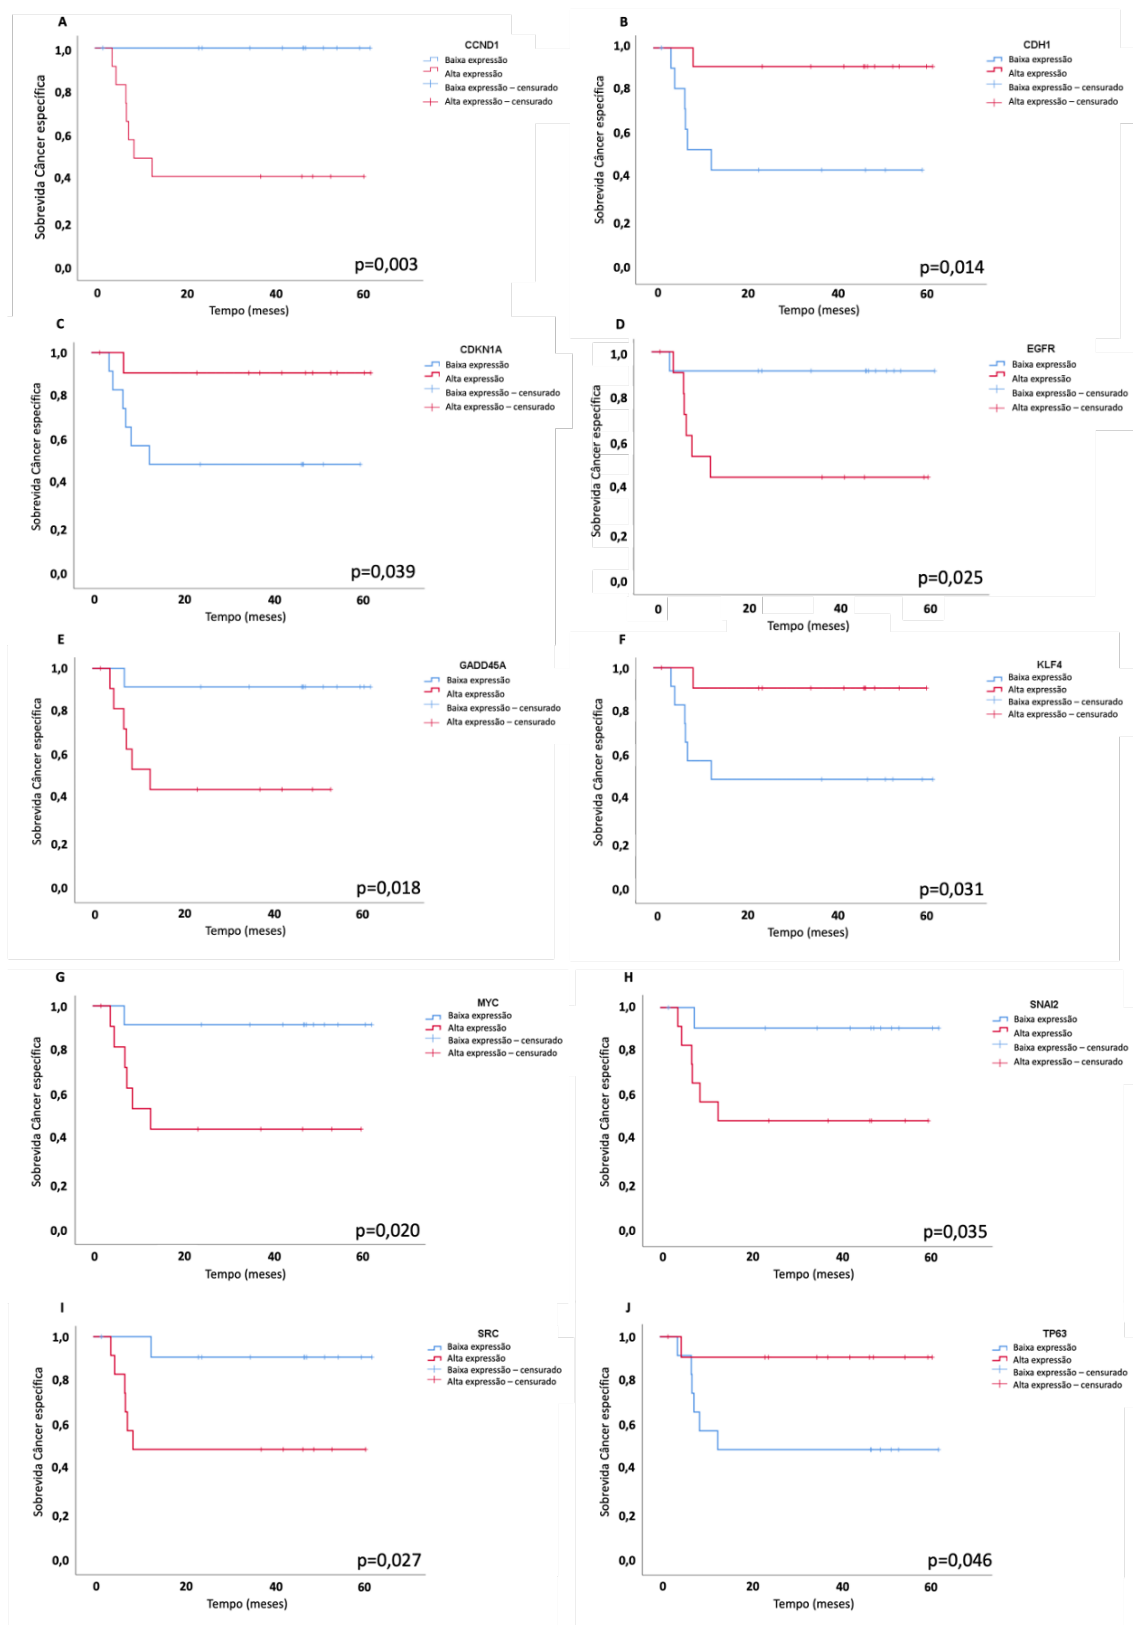 A
CCND1
Baixa expressão
Alta expressão
Baixa expressão – censurado
Alta expressão – censurado
Sobrevida Câncer específica
1,0
0,8
0,6
0,4
0,2
0,0
p=0,003
0 20 40 60
Tempo (meses)
B
CDH1
Baixa expressão
Alta expressão
Baixa expressão – censurado
Alta expressão – censurado
Sobrevida Câncer específica
1,0
0,8
0,6
0,4
0,2
0,0
p=0,014
0 20 40 60
Tempo (meses)
C
CDKN1A
Baixa expressão
Alta expressão
Baixa expressão – censurado
Alta expressão – censurado
Sobrevida Câncer específica
1,0
0,8
0,6
0,4
0,2
0,0
p=0,039
0 20 40 60
Tempo (meses)
D
EGFR
Baixa expressão
Alta expressão
Baixa expressão – censurado
Alta expressão – censurado
Sobrevida Câncer específica
1,0
0,8
0,6
0,4
0,2
0,0
p=0,025
0 20 40 60
Tempo (meses)
E
GADD45A
Baixa expressão
Alta expressão
Baixa expressão – censurado
Alta expressão – censurado
Sobrevida Câncer específica
1,0
0,8
0,6
0,4
0,2
0,0
p=0,018
0 20 40 60
Tempo (meses)
F
KLF4
Baixa expressão
Alta expressão
Baixa expressão – censurado
Alta expressão – censurado
Sobrevida Câncer específica
1,0
0,8
0,6
0,4
0,2
0,0
p=0,031
0 20 40 60
Tempo (meses)
G
MYC
Baixa expressão
Alta expressão
Baixa expressão – censurado
Alta expressão – censurado
Sobrevida Câncer específica
1,0
0,8
0,6
0,4
0,2
0,0
p=0,020
0 20 40 60
Tempo (meses)
H
SNAI2
Baixa expressão
Alta expressão
Baixa expressão – censurado
Alta expressão – censurado
Sobrevida Câncer específica
1,0
0,8
0,6
0,4
0,2
0,0
p=0,035
0 20 40 60
Tempo (meses)
I
SRC
Baixa expressão
Alta expressão
Baixa expressão – censurado
Alta expressão – censurado
Sobrevida Câncer específica
1,0
0,8
0,6
0,4
0,2
0,0
p=0,027
0 20 40 60
Tempo (meses)
J
TP63
Baixa expressão
Alta expressão
Baixa expressão – censurado
Alta expressão – censurado
Sobrevida Câncer específica
1,0
0,8
0,6
0,4
0,2
0,0
p=0,046
0 20 40 60
Tempo (meses)